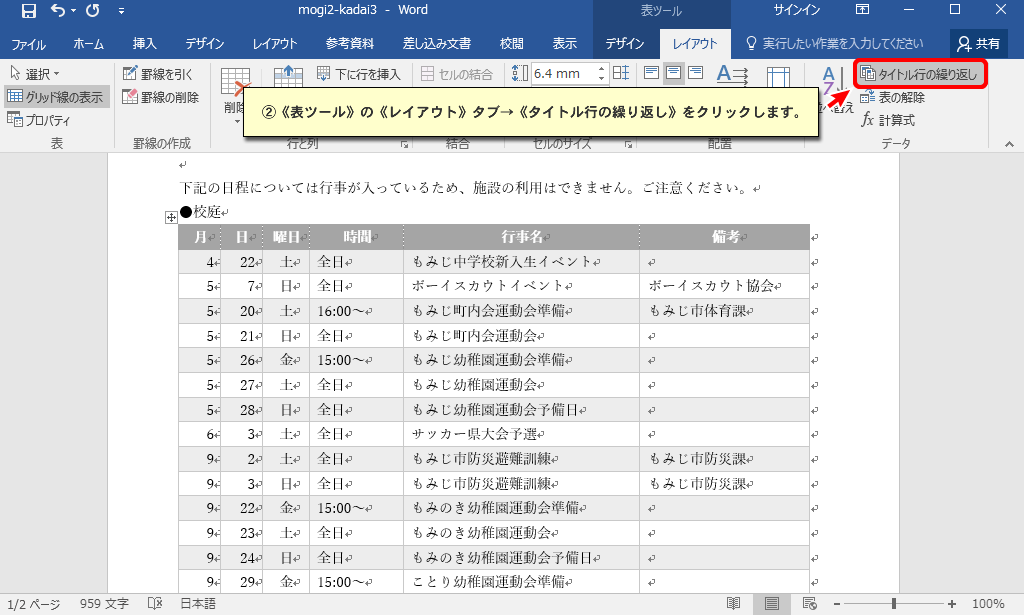 mogi2-kadai3 - Word
表ツール
サインイン
ファイル ホーム 挿入 デザイン レイアウト 参考資料 差し込み文書 校閲 表示 デザイン レイアウト 実行したい作業を入力してください 共有
選択 罫線を引く 下に行を挿入 セルの結合 6.4 mm タイトル行の繰り返し
グリッド線の表示 罫線の削除 削除 表の解除
プロパティ 計算式
②《表ツール》の《レイアウト》タブ→《タイトル行の繰り返し》をクリックします。
表 罫線の作成 行と列 結合 セルのサイズ 配置 データ
下記の日程については行事が入っているため、施設の利用はできません。ご注意ください。
●校庭
月 日 曜日 時間 行事名 備考
4 22 土 全日 もみじ中学校新入生イベント
5 7 日 全日 ボーイスカウトイベント ボーイスカウト協会
5 20 土 16:00～ もみじ町内会運動会準備 もみじ市体育課
5 21 日 全日 もみじ町内会運動会
5 26 金 15:00～ もみじ幼稚園運動会準備
5 27 土 全日 もみじ幼稚園運動会
5 28 日 全日 もみじ幼稚園運動会予備日
6 3 土 全日 サッカー県大会予選
9 2 土 全日 もみじ市防災避難訓練 もみじ市防災課
9 3 日 全日 もみじ市防災避難訓練 もみじ市防災課
9 22 金 15:00～ もみのき幼稚園運動会準備
9 23 土 全日 もみのき幼稚園運動会
9 24 日 全日 もみのき幼稚園運動会予備日
9 29 金 15:00～ ことり幼稚園運動会準備
1/2 ページ 959 文字 日本語 100%